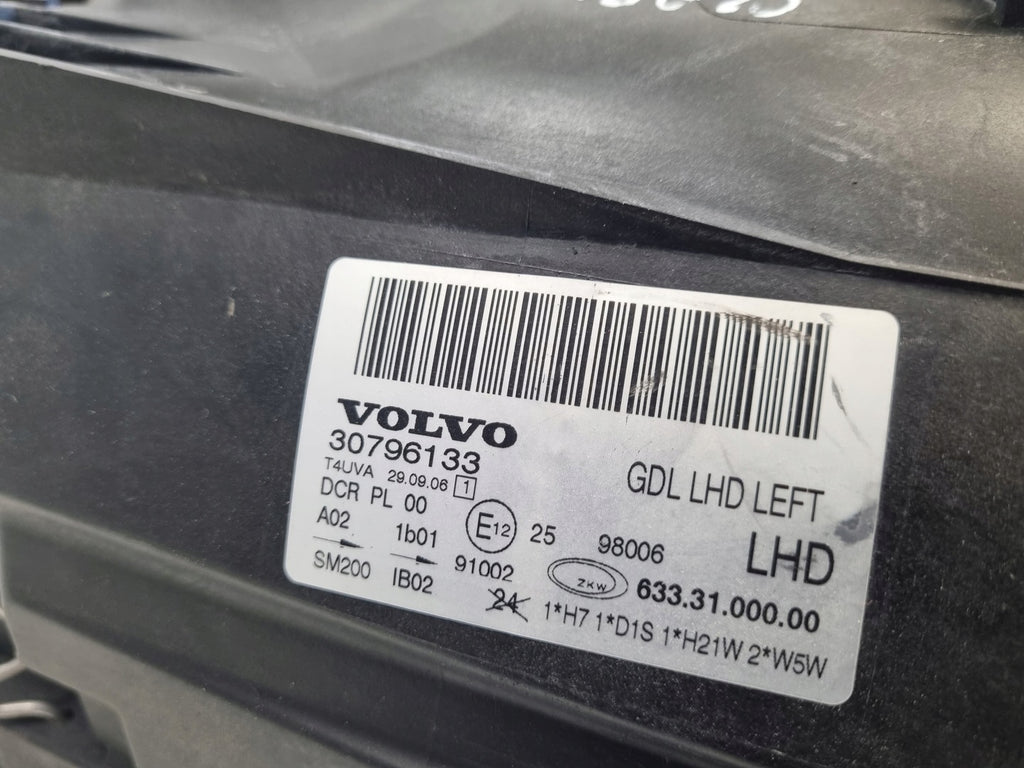 VOLVO
30796133
T4UVA 29.09.06 1
DCR PL 00
GDL LHD LEFT
A02 1b01 E12 25 98006 LHD
SM200 IB02 91002 ZKW 633.31.000.00
24 1*H7 1*D1S 1*H21W 2*W5W